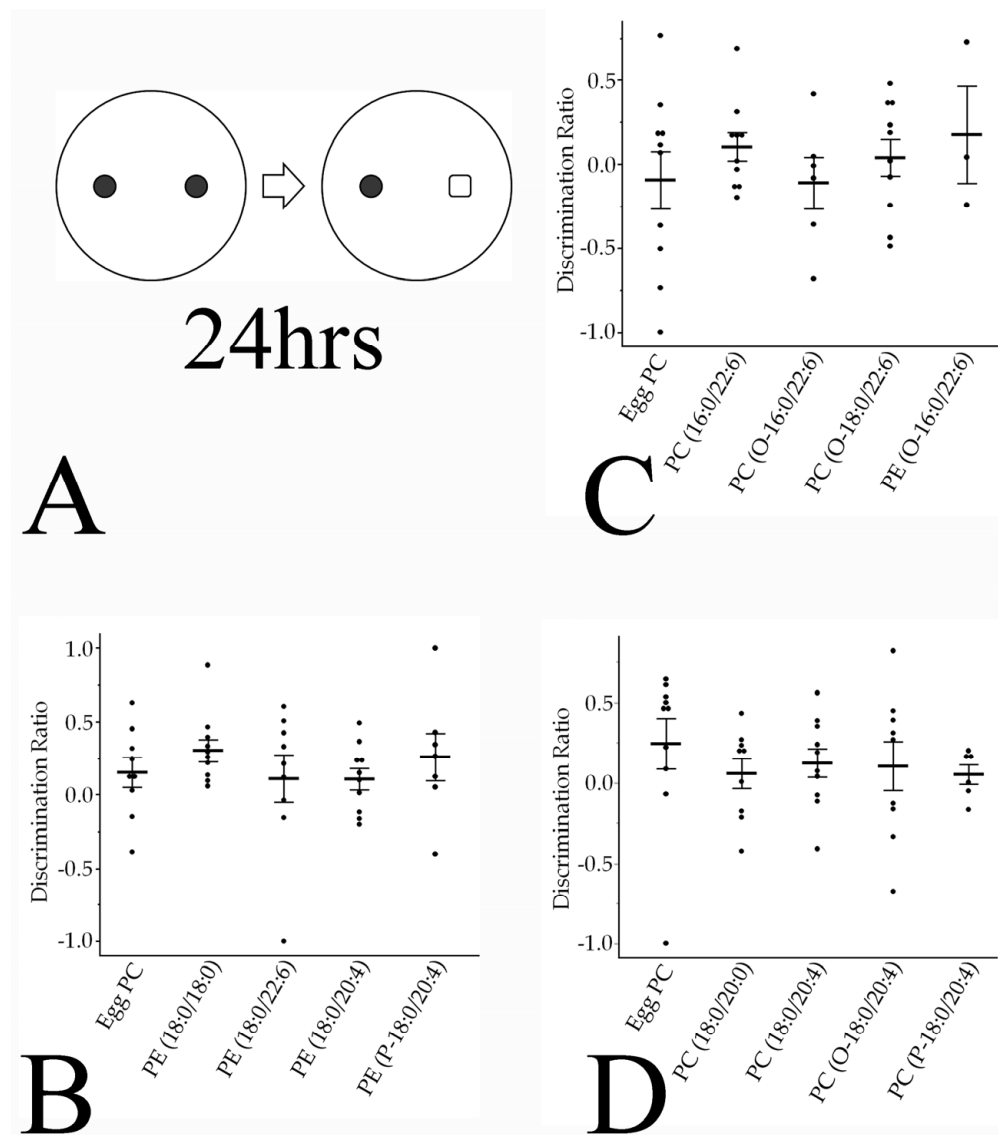 24hrs
A
Discrimination Ratio
0.5
0.0
-0.5
-1.0
Egg PC
PC (16:0/22:6)
PC (O-16:0/22:6)
PC (O-18:0/22:6)
PE (O-16:0/22:6)
C
Discrimination Ratio
1.0
0.5
0.0
-0.5
-1.0
Egg PC
PE (18:0/18:0)
PE (18:0/22:6)
PE (18:0/20:4)
PE (P-18:0/20:4)
B
Discrimination Ratio
0.5
0.0
-0.5
-1.0
Egg PC
PC (18:0/20:0)
PC (18:0/20:4)
PC (O-18:0/20:4)
PC (P-18:0/20:4)
D